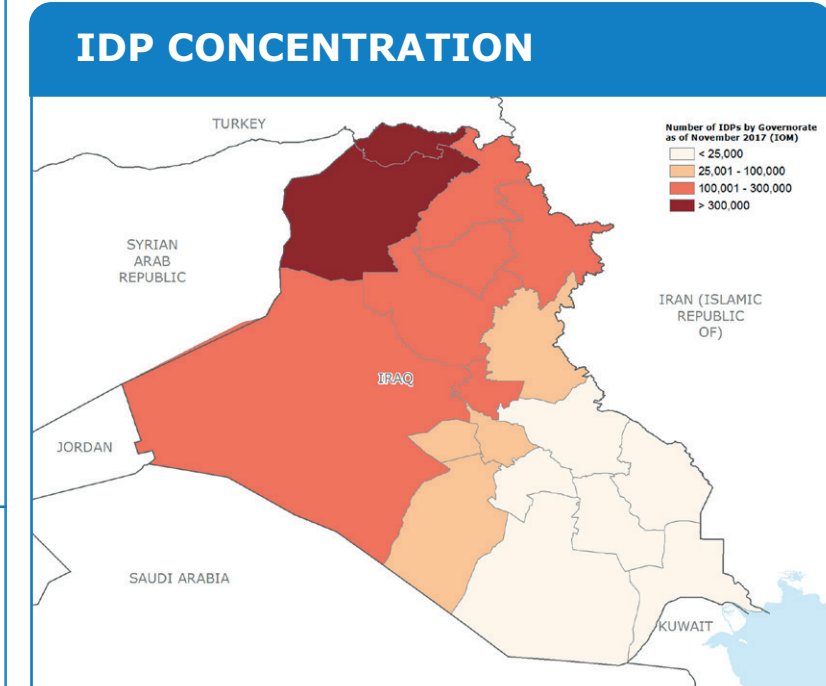 IDP CONCENTRATION
TURKEY
Number of IDPs by Governorate
as of November 2017 (IOM)
< 25,000
25,001 - 100,000
100,001 - 300,000
> 300,000
SYRIAN
ARAB
REPUBLIC
IRAN (ISLAMIC
REPUBLIC
OF)
IRAQ
JORDAN
SAUDI ARABIA
KUWAIT